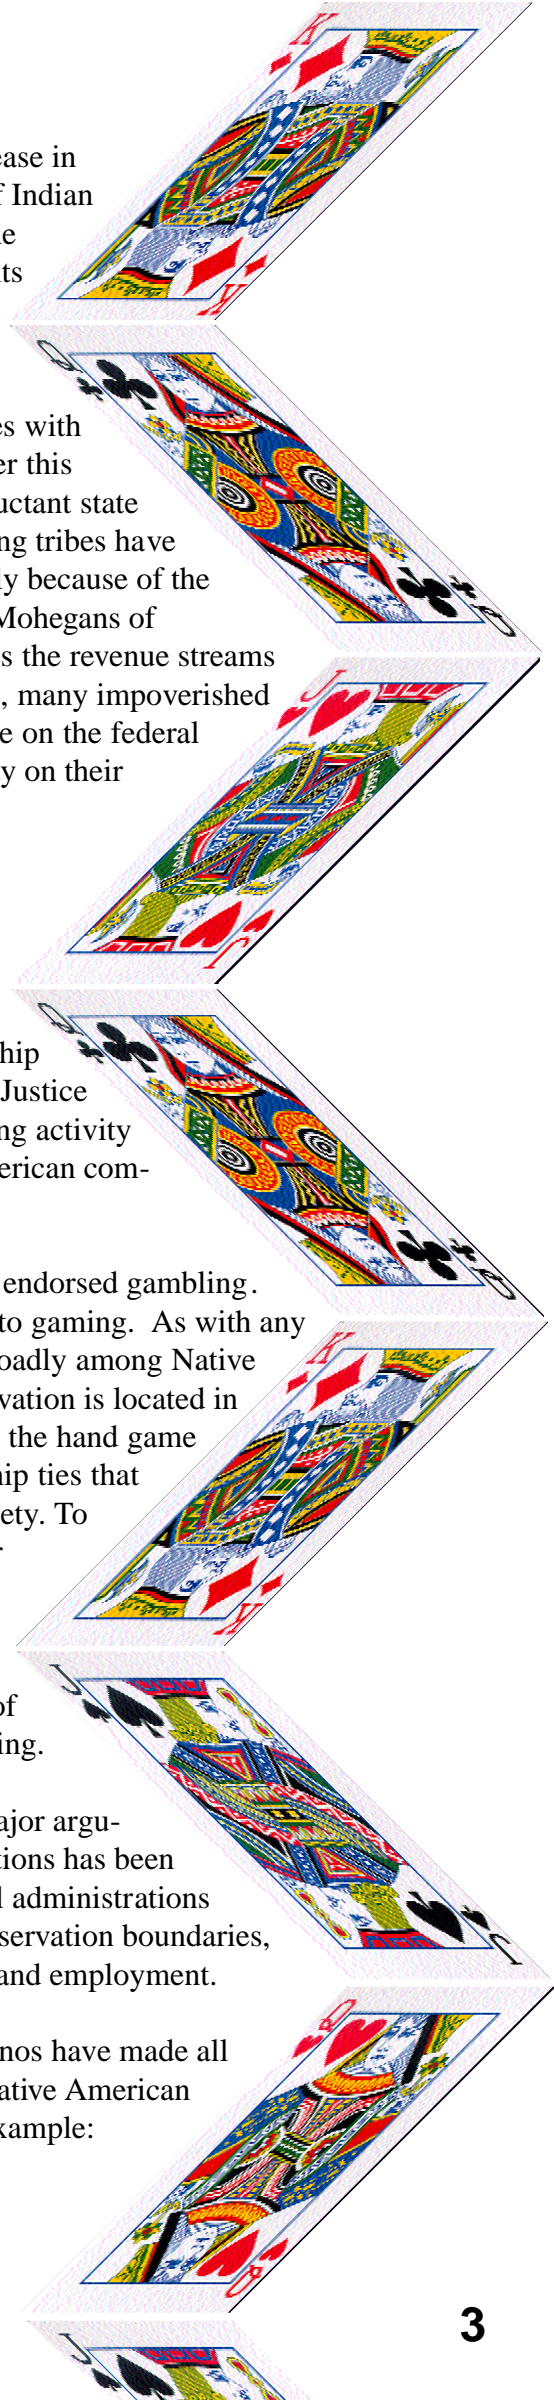 K
ease in
f Indian
e
nts
K
Q
es with
er this
uctant state
ng tribes have
ly because of the
Mohegans of
s the revenue streams
, many impoverished
e on the federal
y on their
Q
J
J
Q
hip
Justice
ng activity
erican com-
Q
endorsed gambling.
to gaming.  As with any
oadly among Native
vation is located in
the hand game
nip ties that
ety. To
r
K
K
J
of
ing.
ajor argu-
tions has been
l administrations
servation boundaries,
and employment.
J
Q
nos have made all
ative American
xample:
Q
3
J